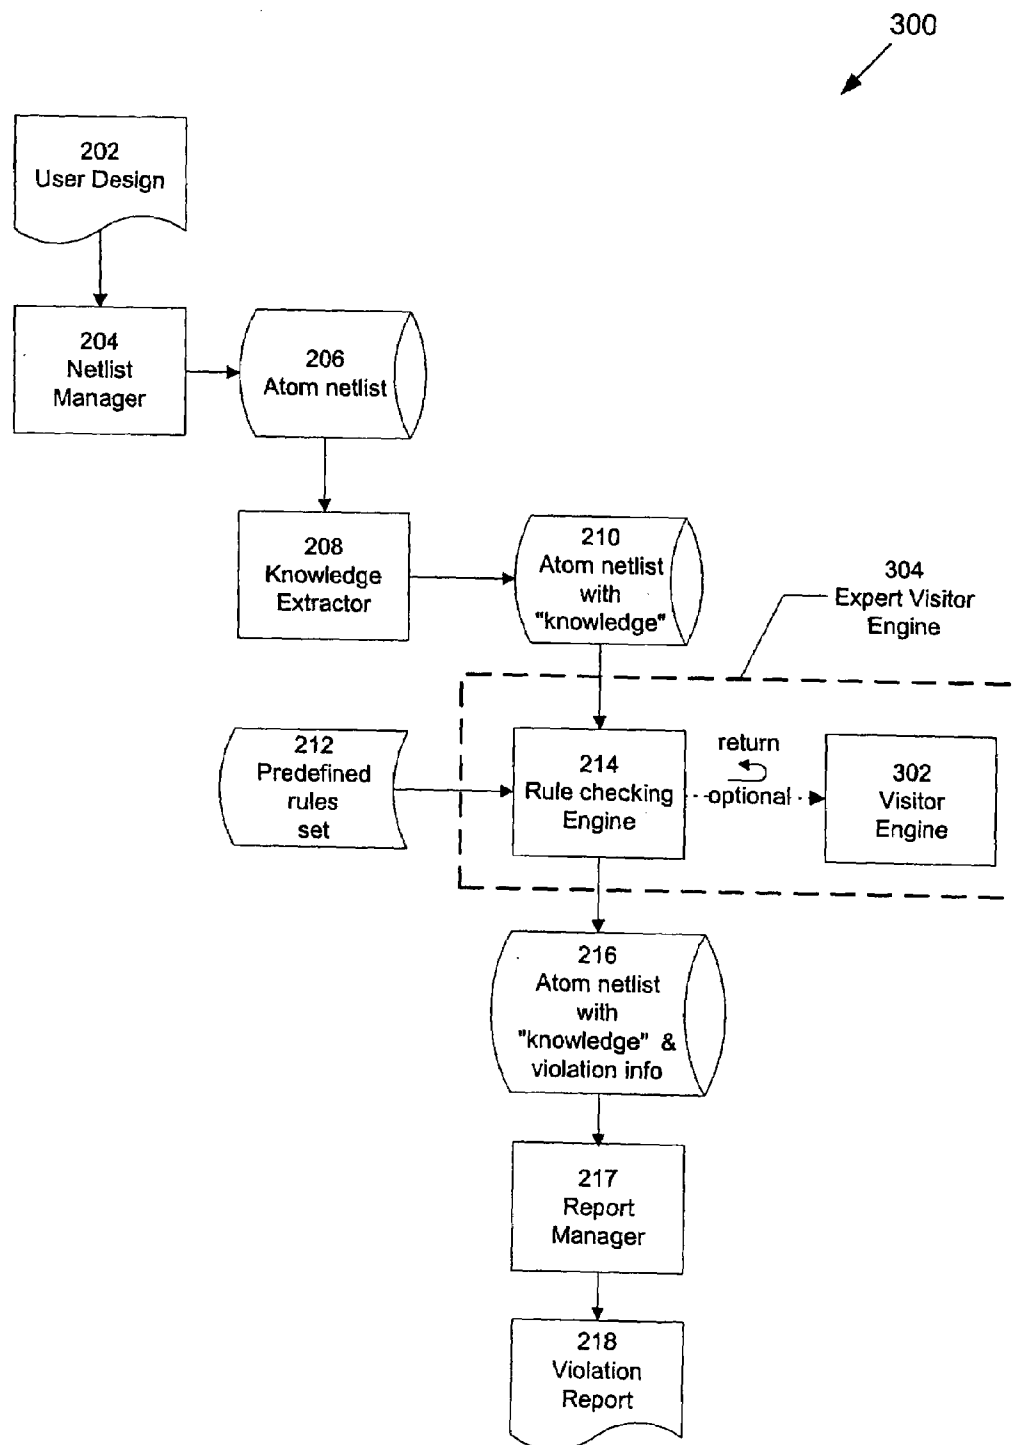 300
202
User Design
204
Netlist
Manager
206
Atom netlist
208
Knowledge
Extractor
210
Atom netlist
with
"knowledge"
304
Expert Visitor
Engine
212
Predefined
rules
set
214
Rule checking
Engine
return
optional
302
Visitor
Engine
216
Atom netlist
with
"knowledge" &
violation info
217
Report
Manager
218
Violation
Report